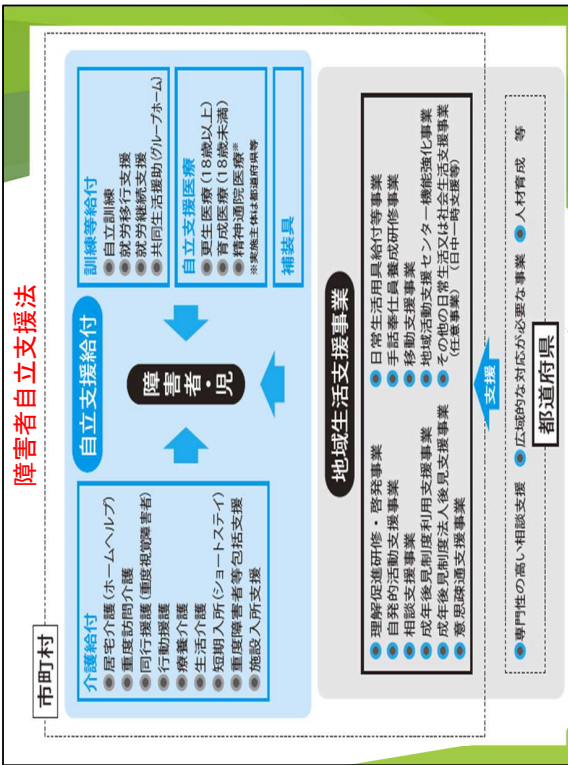 障害者自立支援法
市町村
自立支援給付
介護給付
●居宅介護(ホームヘルプ)
●重度訪問介護
●同行援護(重度視覚障害者)
●行動援護
●療養介護
●生活介護
●短期入所(ショートステイ)
●重度障害者等包括支援
●施設入所支援
障害者・児
訓練等給付
●自立訓練
●就労移行支援
●就労継続支援
●共同生活援助(グループホーム)
自立支援医療
●更生医療(18歳以上)
●育成医療(18歳未満)
●精神通院医療※
※実施主体は都道府県等
補装具
地域生活支援事業
●理解促進研修・啓発事業
●自発的活動支援事業
●相談支援事業
●成年後見制度利用支援事業
●成年後見制度法人後見支援事業
●意思疎通支援事業
●日常生活用具給付等事業
●手話奉仕員養成研修事業
●移動支援事業
●地域活動支援センター機能強化事業
●その他の日常生活又は社会生活支援事業
(任意事業) (日中一時支援等)
支援
●専門性の高い相談支援 ●広域的な対応が必要な事業 ●人材育成 等
都道府県